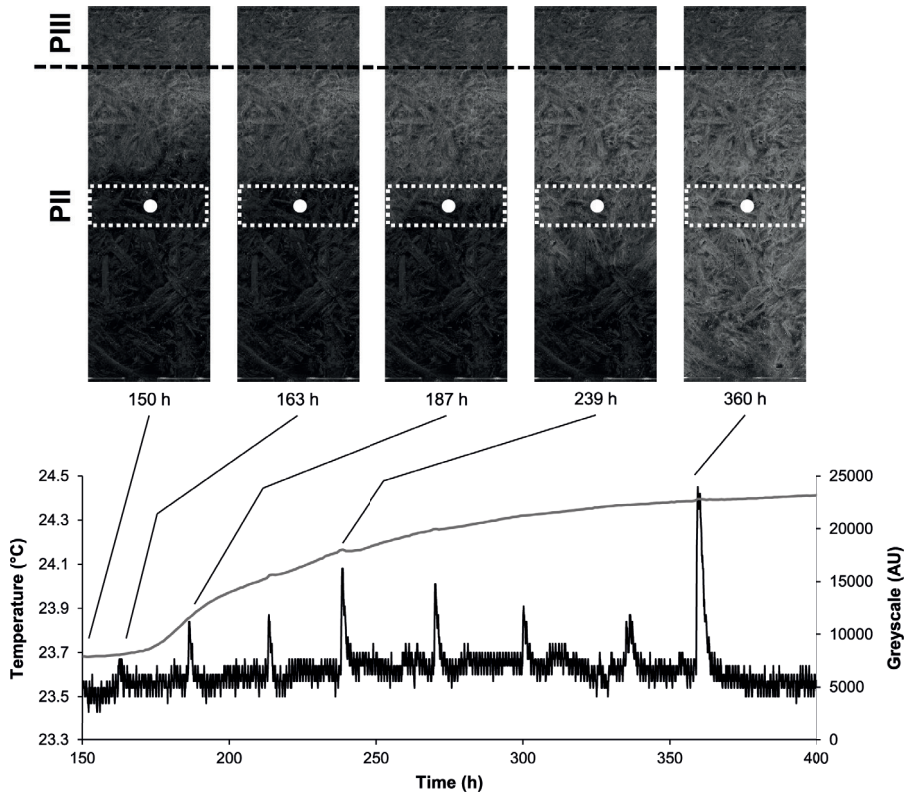 PIII
PII
150 h 163 h 187 h 239 h 360 h
Temperature (°C)
24.5
24.3
24.1
23.9
23.7
23.5
23.3
25000
20000
15000
10000
5000
0
Greyscale (AU)
150 200 250 300 350 400
Time (h)